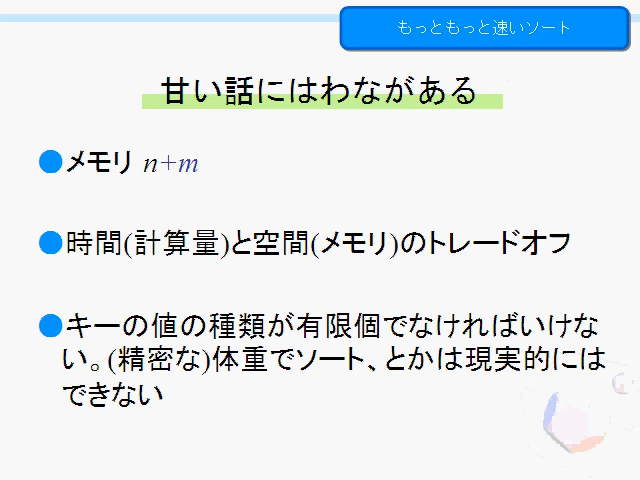 もっともっと速いソート
甘い話にはわながある
●メモリ n+m
●時間(計算量)と空間(メモリ)のトレードオフ
●キーの値の種類が有限個でなければいけな
い。(精密な)体重でソート、とかは現実的には
できない